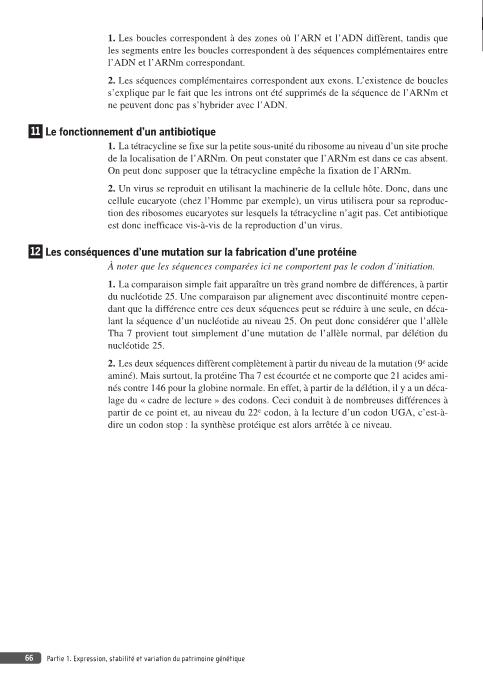 1. Les boucles correspondent à des zones où l'ARN et l'ADN diffèrent, tandis que
les segments entre les boucles correspondent à des séquences complémentaires entre
l'ADN et l'ARNm correspondant.
2. Les séquences complémentaires correspondent aux exons. L'existence de boucles
s'explique par le fait que les introns ont été supprimés de la séquence de l'ARNm et
ne peuvent donc pas s'hybrider avec l'ADN.
11 Le fonctionnement d'un antibiotique
1. La tétracycline se fixe sur la petite sous-unité du ribosome au niveau d'un site proche
de la localisation de l'ARNm. On peut constater que l'ARNm est dans ce cas absent.
On peut donc supposer que la tétracycline empêche la fixation de l'ARNm.
2. Un virus se reproduit en utilisant la machinerie de la cellule hôte. Donc, dans une
cellule eucaryote (chez l'Homme par exemple), un virus utilisera pour sa reproduc-
tion des ribosomes eucaryotes sur lesquels la tétracycline n'agit pas. Cet antibiotique
est donc inefficace vis-à-vis de la reproduction d'un virus.
12 Les conséquences d'une mutation sur la fabrication d'une protéine
À noter que les séquences comparées ici ne comportent pas le codon d'initiation.
1. La comparaison simple fait apparaître un très grand nombre de différences, à partir
du nucléotide 25. Une comparaison par alignement avec discontinuité montre cepen-
dant que la différence entre ces deux séquences peut se réduire à une seule, en déca-
lant la séquence d'un nucléotide au niveau 25. On peut donc considérer que l'allèle
Tha 7 provient tout simplement d'une mutation de l'allèle normal, par délétion du
nucléotide 25.
2. Les deux séquences diffèrent complètement à partir du niveau de la mutation (9e acide
aminé). Mais surtout, la protéine Tha 7 est écourtée et ne comporte que 21 acides ami-
nés contre 146 pour la globine normale. En effet, à partir de la délétion, il y a un déca-
lage du « cadre de lecture » des codons. Ceci conduit à de nombreuses différences à
partir de ce point et, au niveau du 22e codon, à la lecture d'un codon UGA, c'est-à-
dire un codon stop : la synthèse protéique est alors arrêtée à ce niveau.
66 Partie 1. Expression, stabilité et variation du patrimoine génétique